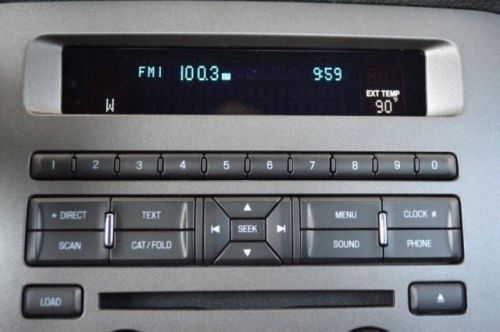 FM1 100.3 9:59
EXT TEMP
W 90°F
1 2 3 4 5 6 7 8 9 0
* DIRECT TEXT MENU CLOCK #
SEEK
SCAN CAT/FOLD SOUND PHONE
LOAD